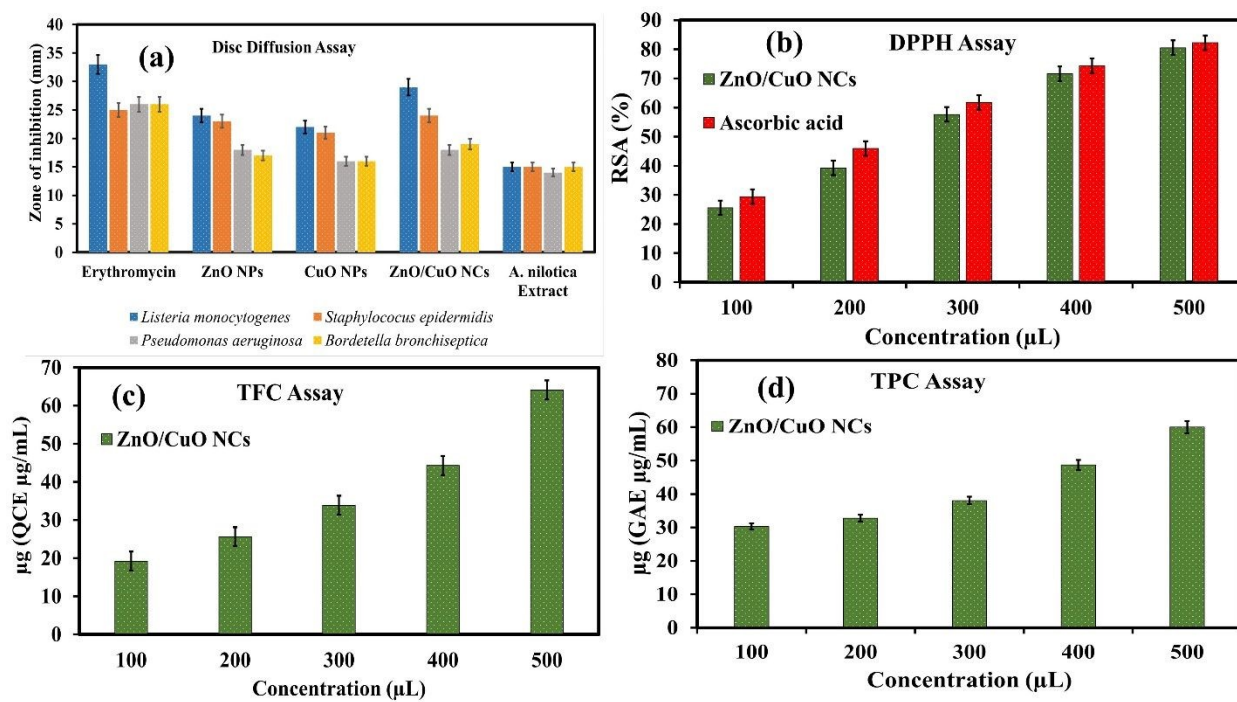 (a)
Disc Diffusion Assay
Zone of inhibition (mm)
40
35
30
25
20
15
10
5
0
Erythromycin
ZnO NPs
CuO NPs
ZnO/CuO NCs
A. nilotica
Extract
Listeria monocytogenes
Staphylococus epidermidis
Pseudomonas aeruginosa
Bordetella bronchiseptica
(b)
DPPH Assay
ZnO/CuO NCs
Ascorbic acid
RSA (%)
90
80
70
60
50
40
30
20
10
0
100
200
300
400
500
Concentration (µL)
(c)
TFC Assay
ZnO/CuO NCs
µg (QCE µg/mL)
70
60
50
40
30
20
10
0
100
200
300
400
500
Concentration (µL)
(d)
TPC Assay
ZnO/CuO NCs
µg (GAE µg/mL)
80
70
60
50
40
30
20
10
0
100
200
300
400
500
Concentration (µL)